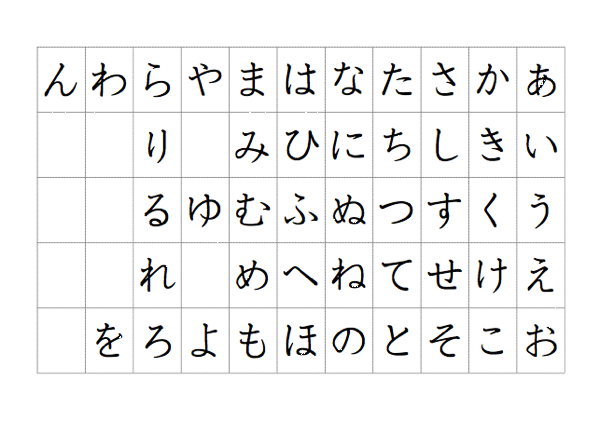 んわらやまはなたさかあ
り みひにちしきい
るゆむふぬつすくう
れ めへねてせけえ
をろよもほのとそこお